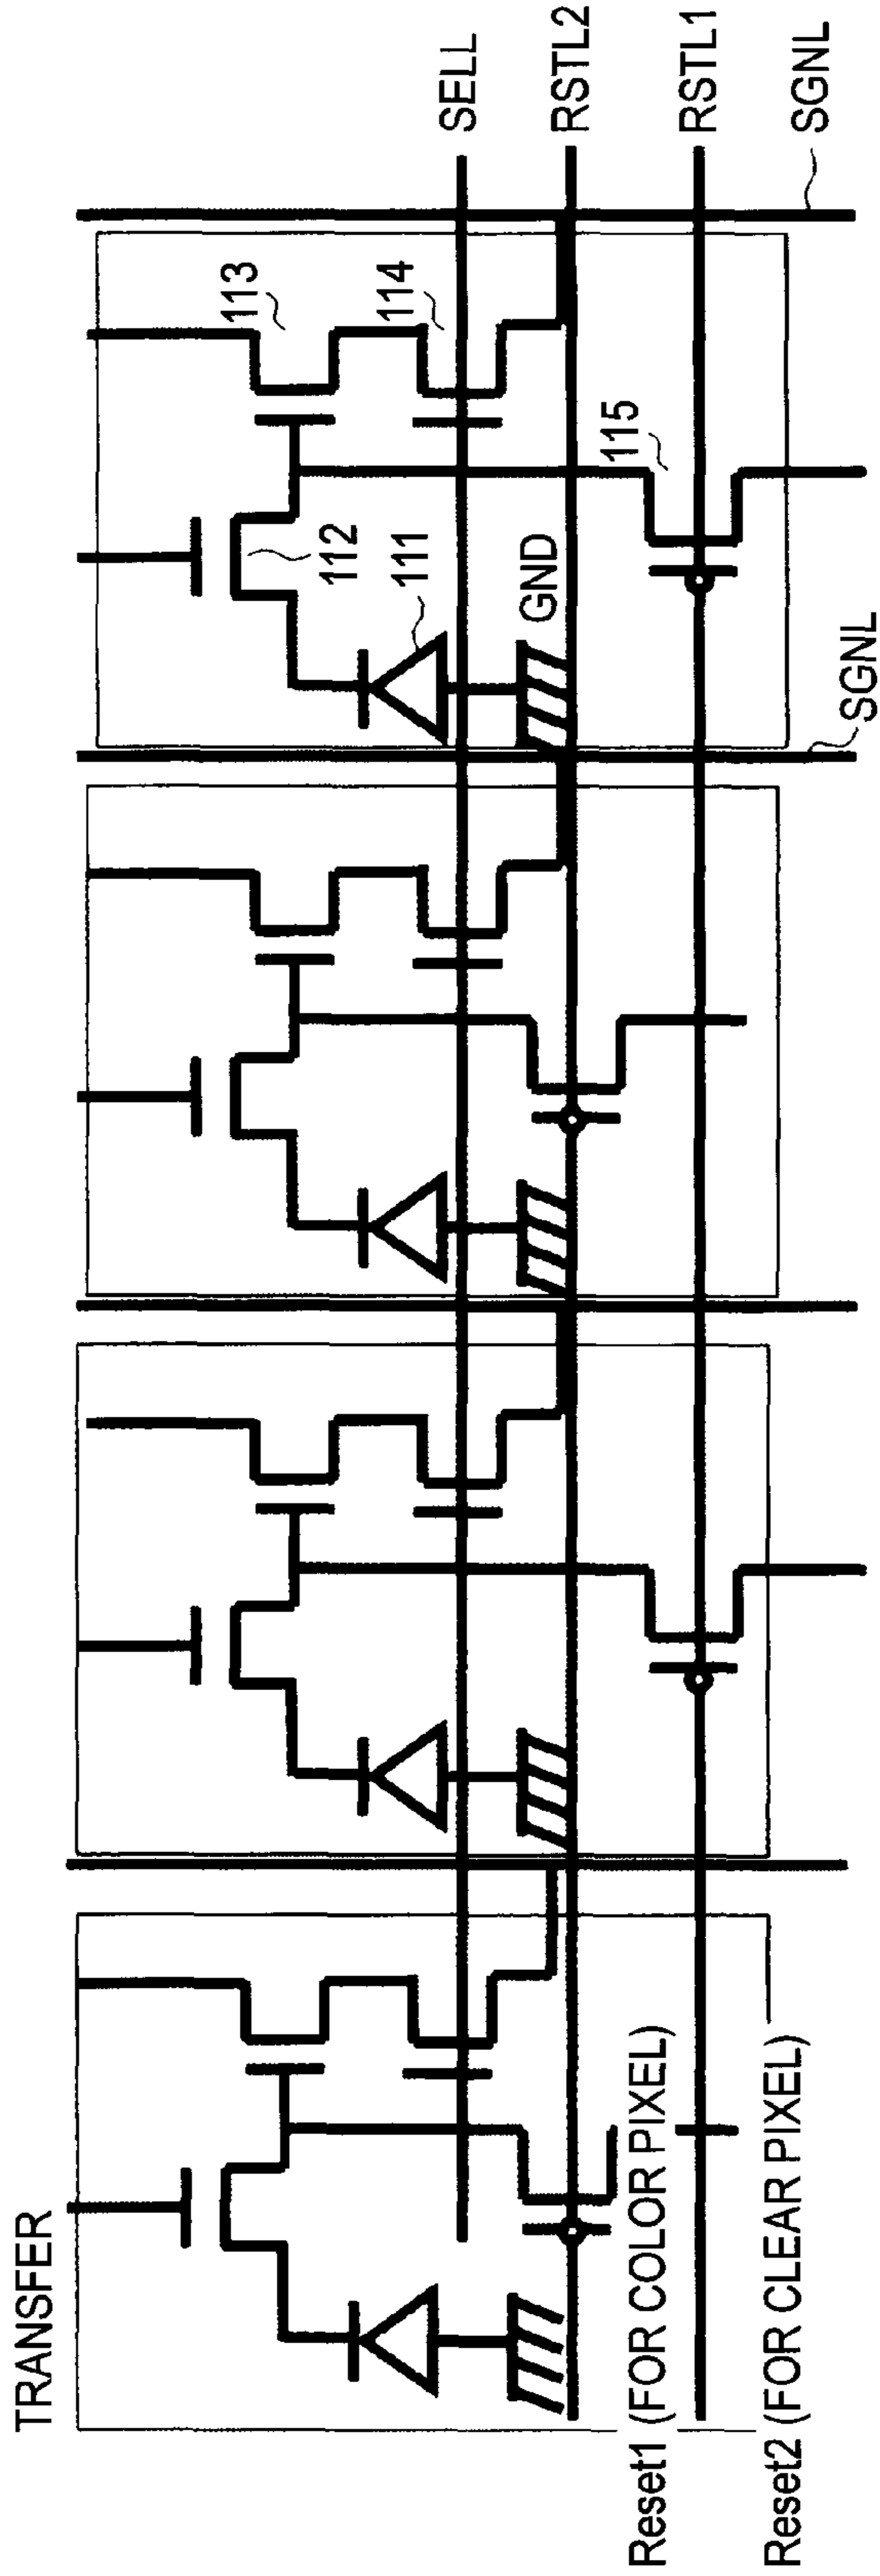 TRANSFER
SELL
RSTL2
RSTL1
SGNL
113
114
115
112
111
GND
SGNL
Reset1 (FOR COLOR PIXEL)
Reset2 (FOR CLEAR PIXEL)